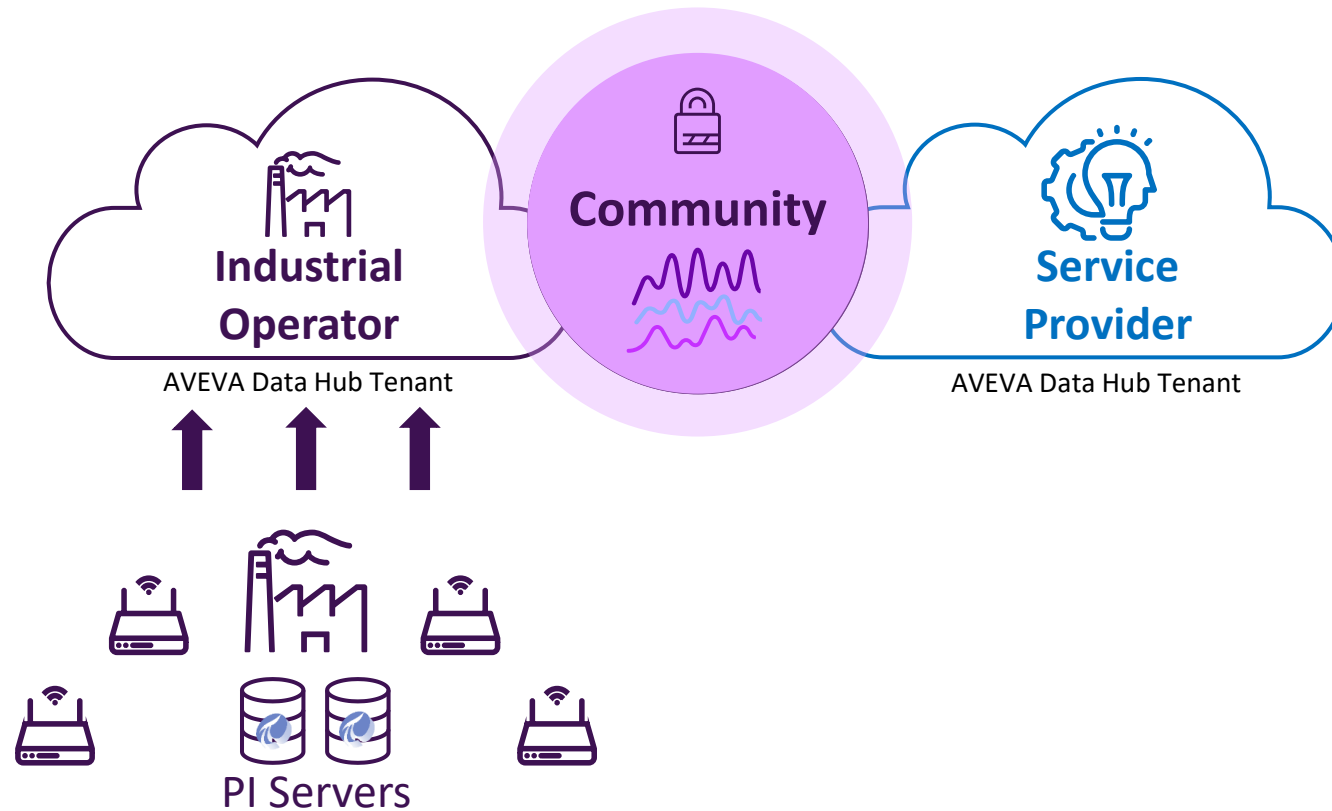 Community
Industrial
Operator
Service
Provider
AVEVA Data Hub Tenant
AVEVA Data Hub Tenant
PI Servers